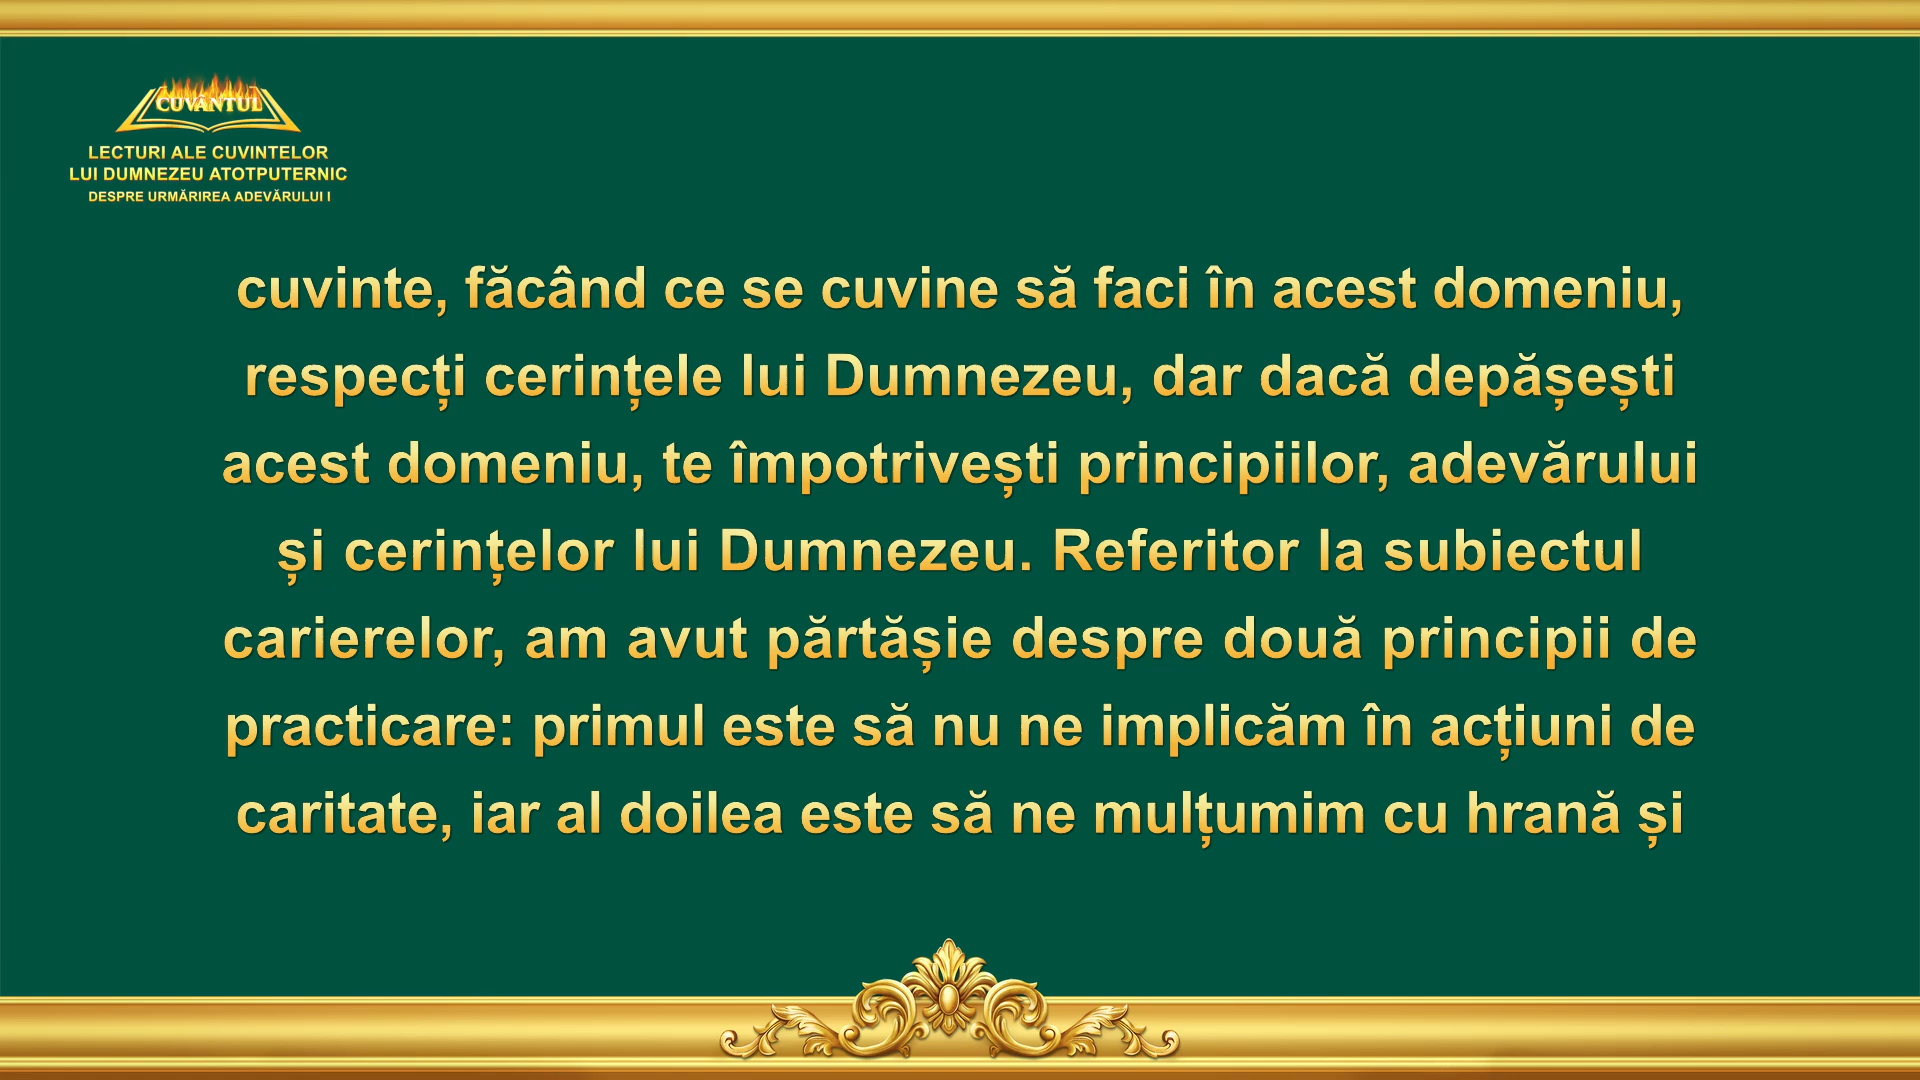 CUVÂNTUL
LECTURI ALE CUVINTELOR
LUI DUMNEZEU ATOTPUTERNIC
DESPRE URMĂRIREA ADEVĂRULUI I
cuvinte, făcând ce se cuvine să faci în acest domeniu,
respecți cerințele lui Dumnezeu, dar dacă depășești
acest domeniu, te împotrivești principiilor, adevărului
și cerințelor lui Dumnezeu. Referitor la subiectul
carierelor, am avut părtășie despre două principii de
practicare: primul este să nu ne implicăm în acțiuni de
caritate, iar al doilea este să ne mulțumim cu hrană și